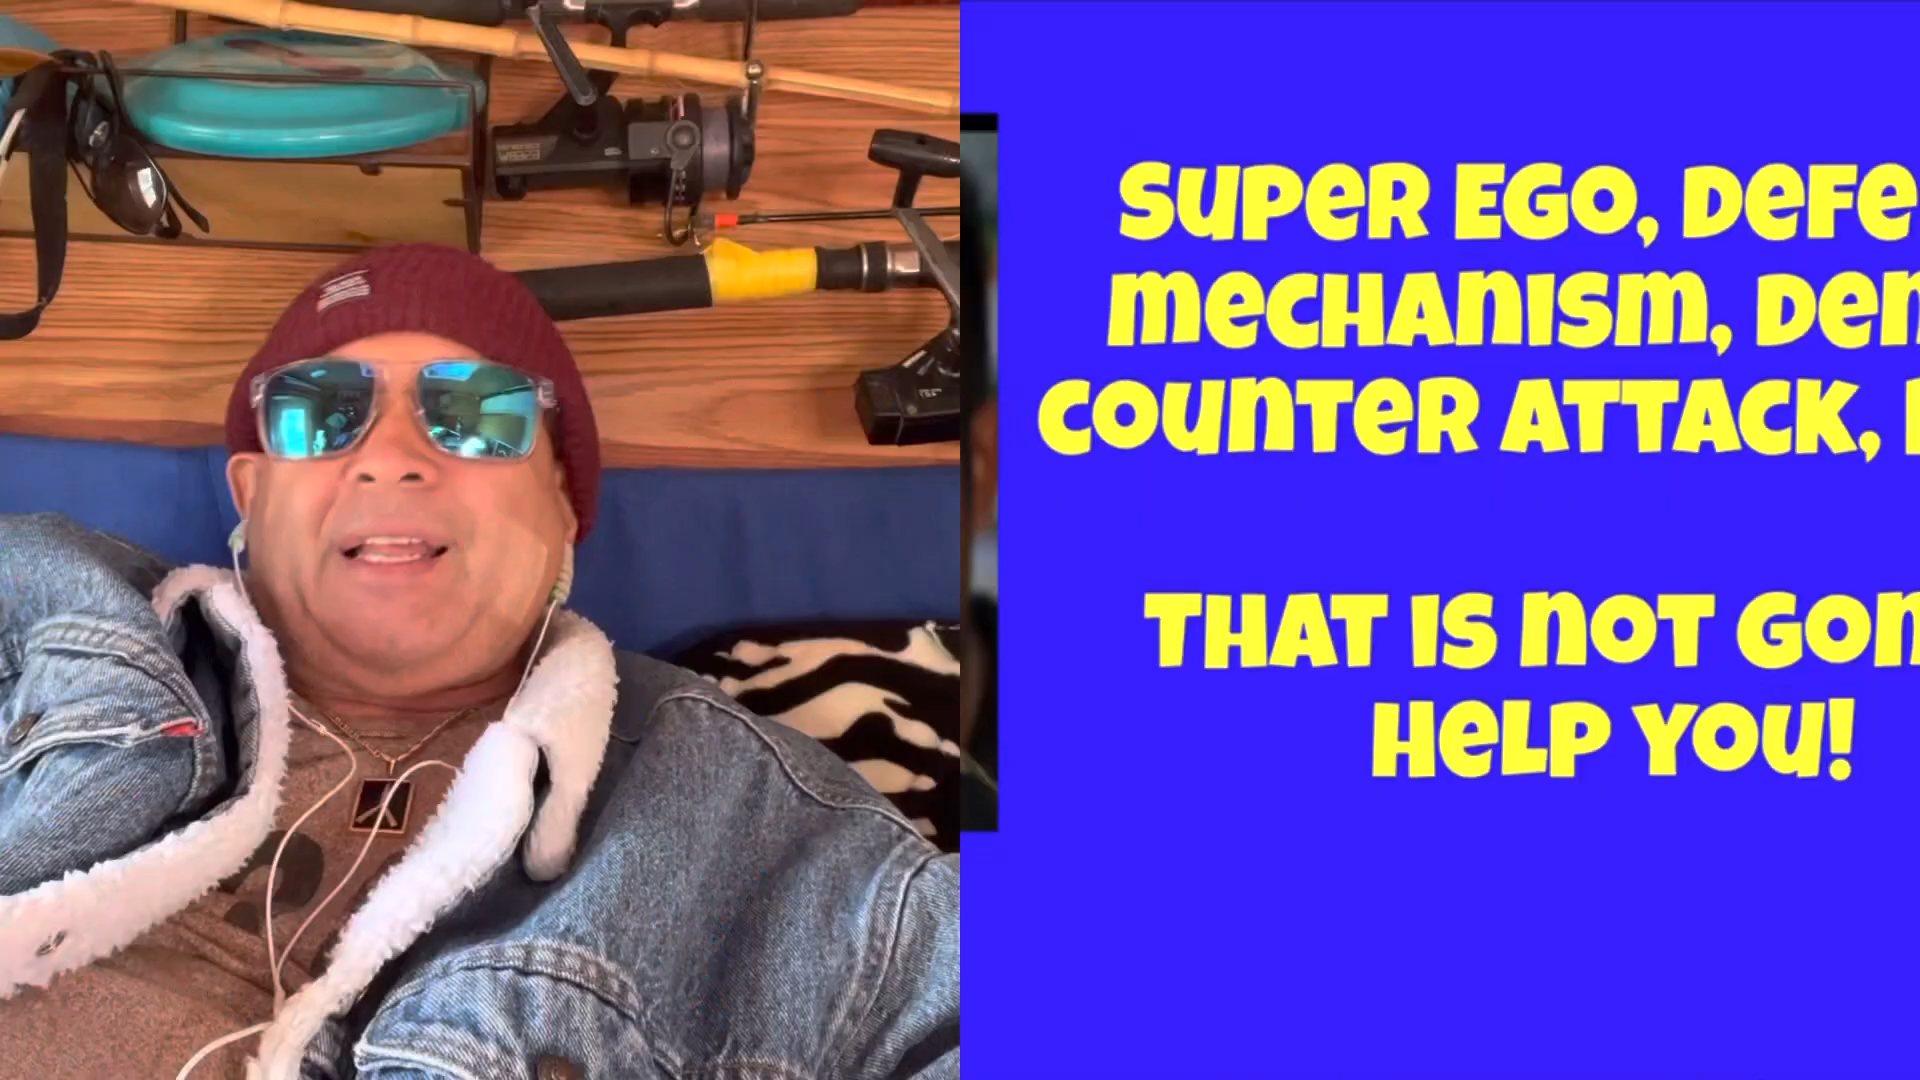 SUPER EGO, DEFE
MECHANISM, DEN
COUNTER ATTACK,
THAT IS NOT GON
HELP YOU!